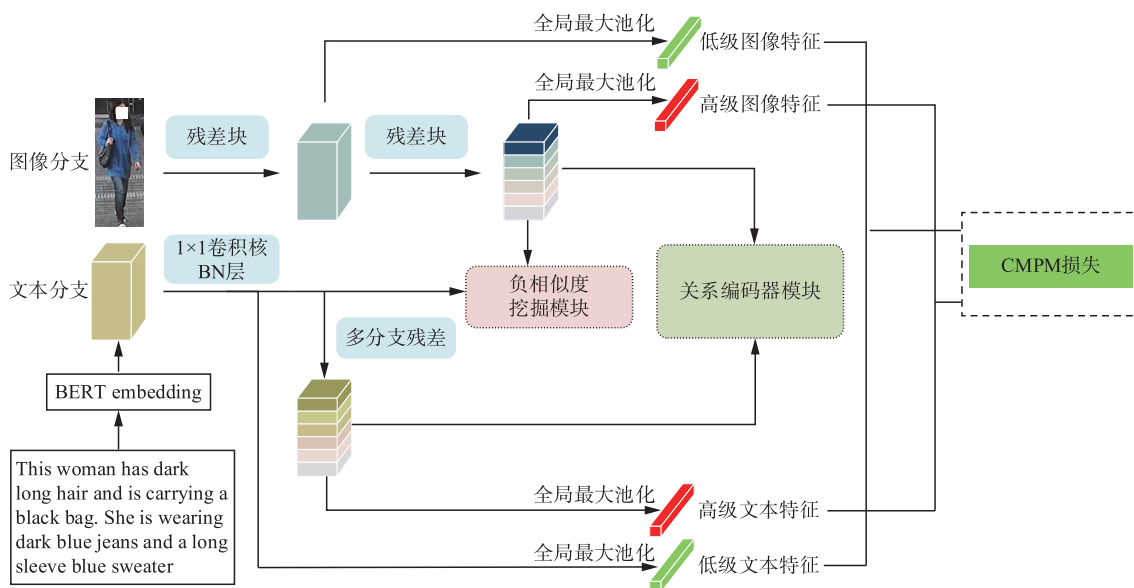 全局最大池化
低级图像特征
全局最大池化
高级图像特征
图像分支
残差块
残差块
文本分支
1×1卷积核
BN层
负相似度
挖掘模块
关系编码器模块
CMPM损失
多分支残差
BERT embedding
This woman has dark
long hair and is carrying a
black bag. She is wearing
dark blue jeans and a long
sleeve blue sweater
全局最大池化
高级文本特征
全局最大池化
低级文本特征